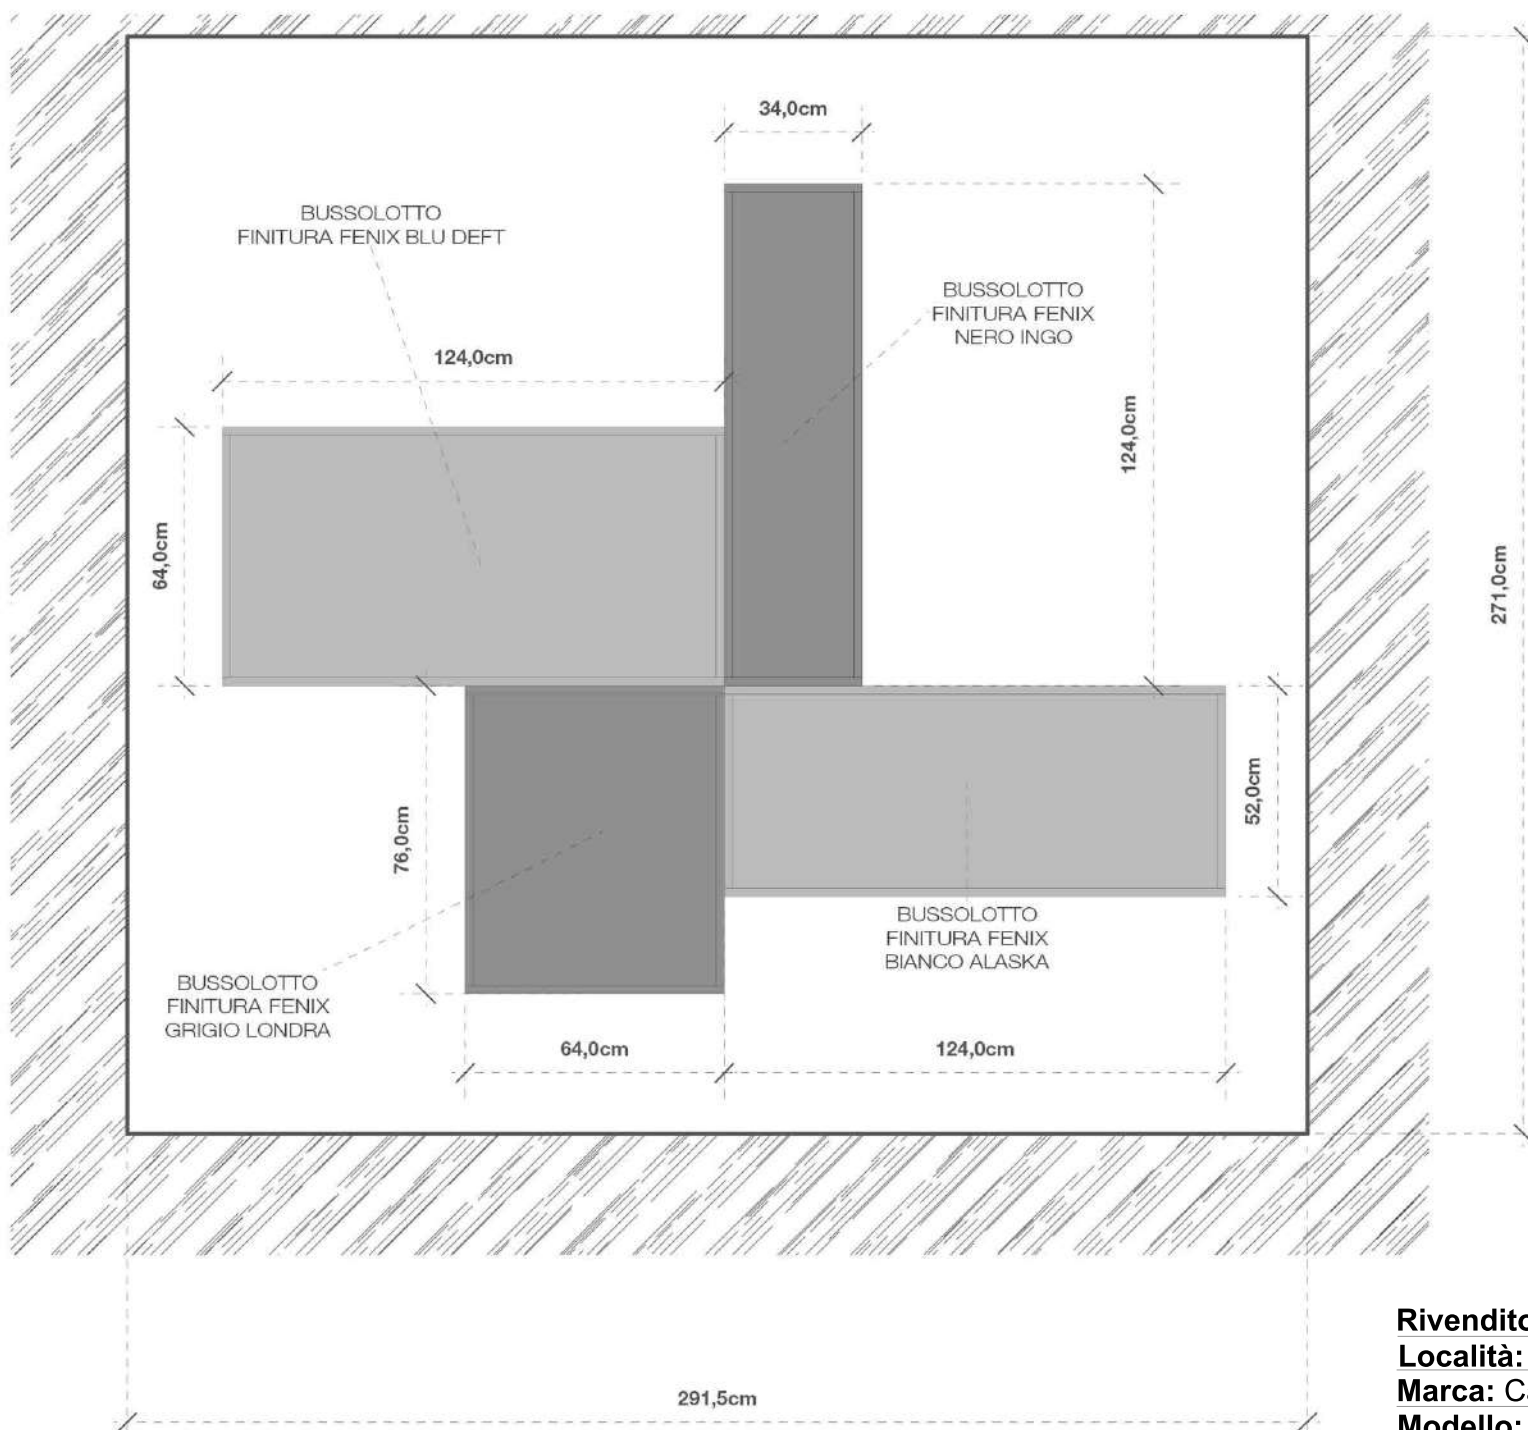 34,0cm
BUSSOLOTTO
FINITURA FENIX BLU DEFT
BUSSOLOTTO
FINITURA FENIX
NERO INGO
124,0cm
124,0cm
64,0cm
271,0cm
76,0cm
52,0cm
BUSSOLOTTO
FINITURA FENIX
BIANCO ALASKA
BUSSOLOTTO
FINITURA FENIX
GRIGIO LONDRA
64,0cm
124,0cm
291,5cm
Località:
Marca:
Modello: